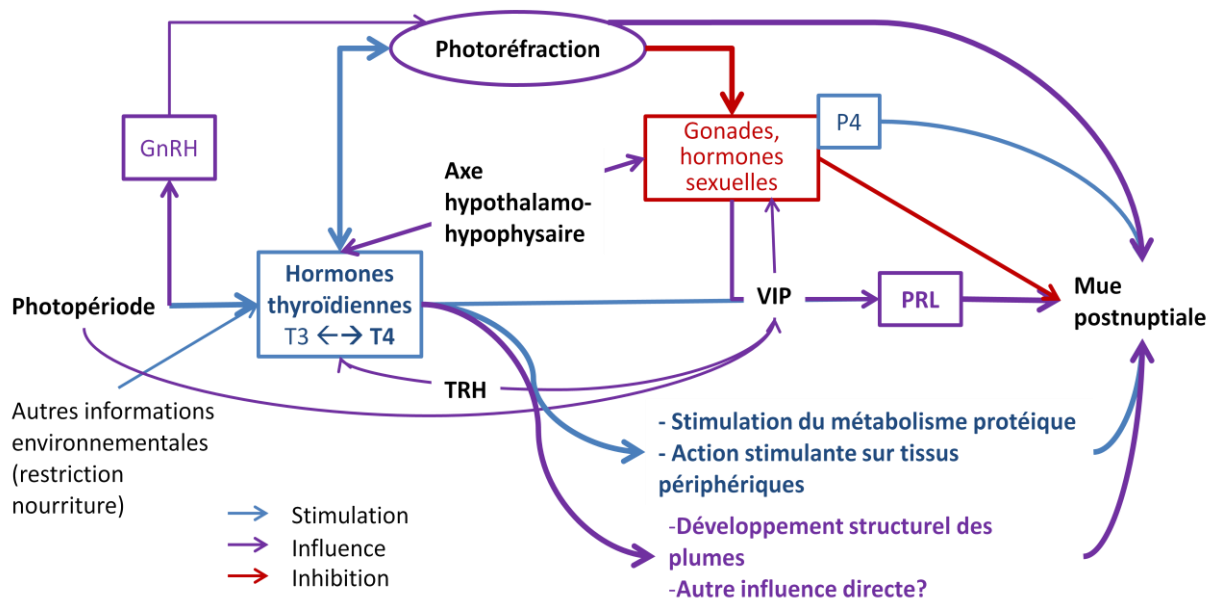 Photoréfraction
GnRH
Gonades,
hormones
sexuelles
P4
Axe
hypothalamo-
hypophysaire
Photopériode
Hormones
thyroïdiennes
T3 ←→ T4
VIP
PRL
Mue
postnuptiale
TRH
Autres informations
environnementales
(restriction
nourriture)
- Stimulation du métabolisme protéique
- Action stimulante sur tissus
périphériques
-Développement structurel des
plumes
-Autre influence directe?
Stimulation
Influence
Inhibition